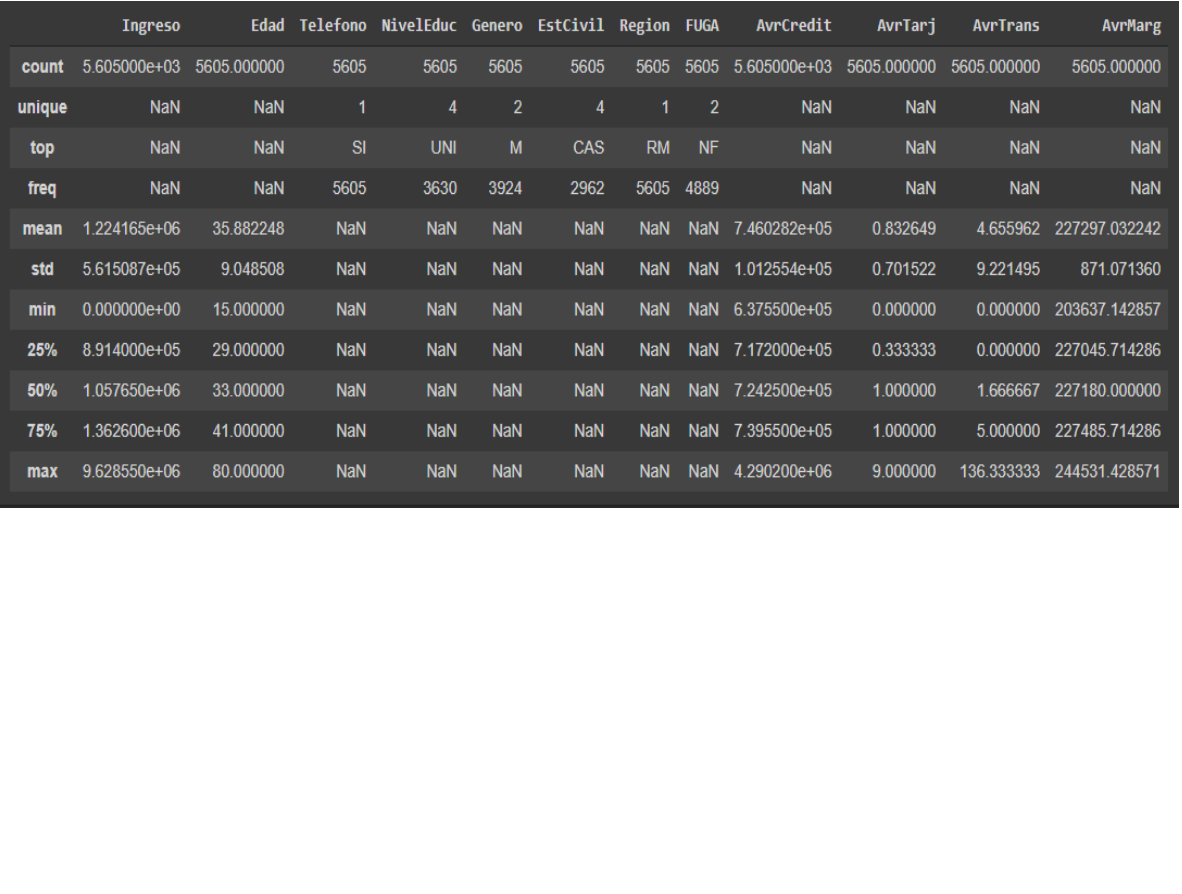 Ingreso Edad Telefono NivelEduc Genero EstCivil Region FUGA AvrCredit AvrTarj AvrTrans AvrMarg
count 5.605000e+03 5605.000000 5605 5605 5605 5605 5605 5605 5.605000e+03 5605.000000 5605.000000 5605.000000
unique NaN NaN 1 4 2 4 1 2 NaN NaN NaN NaN
top NaN NaN SI UNI M CAS RM NF NaN NaN NaN NaN
freq NaN NaN 5605 3630 3924 2962 5605 4889 NaN NaN NaN NaN
mean 1.224165e+06 35.882248 NaN NaN NaN NaN NaN NaN 7.460282e+05 0.832649 4.655962 227297.032242
std 5.615087e+05 9.048508 NaN NaN NaN NaN NaN NaN 1.012554e+05 0.701522 9.221495 871.071360
min 0.000000e+00 15.000000 NaN NaN NaN NaN NaN NaN 6.375500e+05 0.000000 0.000000 203637.142857
25% 8.914000e+05 29.000000 NaN NaN NaN NaN NaN NaN 7.172000e+05 0.333333 0.000000 227045.714286
50% 1.057650e+06 33.000000 NaN NaN NaN NaN NaN NaN 7.242500e+05 1.000000 1.666667 227180.000000
75% 1.362600e+06 41.000000 NaN NaN NaN NaN NaN NaN 7.395500e+05 1.000000 5.000000 227485.714286
max 9.628550e+06 80.000000 NaN NaN NaN NaN NaN NaN 4.290200e+06 9.000000 136.333333 244531.428571